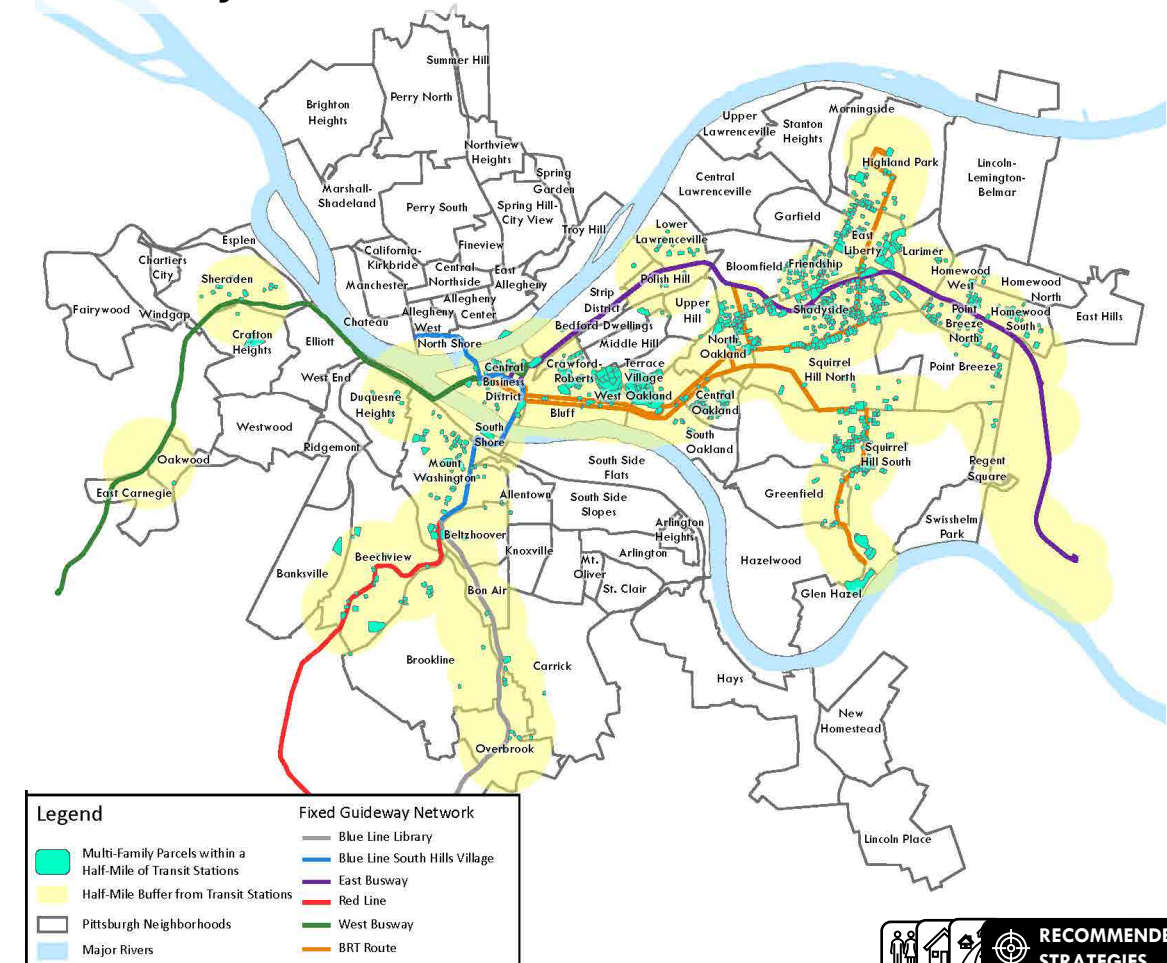 Summer Hill
Perry North
Brighton
Heights
Morningside
Upper
Lawrenceville
Stanton
Heights
Northview
Heights
Highland Park
Lincoln-
Lemington-
Belmar
Spring
Garden
Marshall-
Shadeland
Central
Lawrenceville
Perry South
Spring Hill-
City View
Garfield
Troy Hill
Lower
Lawrenceville
Esplen
East
Liberty
Larimer
Fineview
California-
Kirkbride
Chartiers
City
Central
Northside
East
Allegheny
Polish Hill
Bloomfield
Friendship
Homewood
West
Sheraden
Manchester
Homewood
North
Strip
District
Allegheny
Center
Upper
Hill
Fairywood
Windgap
Chateau
Allegheny
West
Shadyside
Point
Breeze
North
Homewood
South
East Hills
Bedford Dwellings
Crafton
Heights
Elliott
North Shore
Middle Hill
North
Oakland
Central
Business
District
Crawford-
Roberts
Terrace
Village
Squirrel
Hill North
Point Breeze
West End
West Oakland
Duquesne
Heights
Central
Oakland
Bluff
Westwood
South
Shore
South
Oakland
Ridgemont
Squirrel
Hill South
Oakwood
Mount
Washington
South Side
Flats
Regent
Square
East Carnegie
Allentown
South Side
Slopes
Greenfield
Arlington
Heights
Swisshelm
Park
Beltzhoover
Knoxville
Arlington
Beechview
Mt.
Oliver
Hazelwood
Banksville
Bon Air
St. Clair
Glen Hazel
Brookline
Carrick
Hays
New
Homestead
Overbrook
Lincoln Place
Legend
Multi-Family Parcels within a
Half-Mile of Transit Stations
Half-Mile Buffer from Transit Stations
Pittsburgh Neighborhoods
Major Rivers
Fixed Guideway Network
Blue Line Library
Blue Line South Hills Village
East Busway
Red Line
West Busway
BRT Route
RECOMMENDE
STRATEGIES